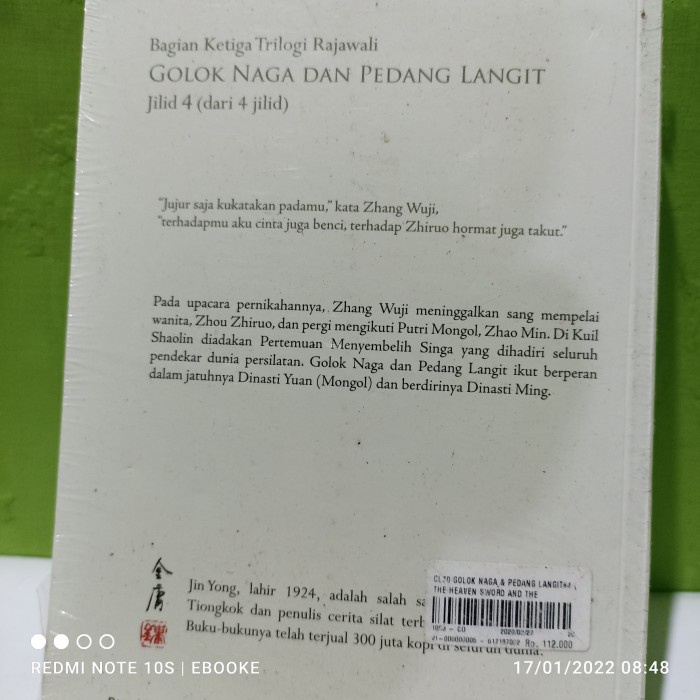 Bagian Ketiga Trilogi Rajawali
GOLOK NAGA DAN PEDANG LANGIT
Jilid 4 (dari 4 jilid)
"Jujur saja kukatakan padamu," kata Zhang Wuji,
"terhadapmu aku cinta juga benci, terhadap Zhiruo hormat juga takut."
Pada upacara pernikahannya, Zhang Wuji meninggalkan sang mempelai
wanita, Zhou Zhiruo, dan pergi mengikuti Putri Mongol, Zhao Min. Di Kuil
Shaolin diadakan Pertemuan Menyembelih Singa yang dihadiri seluruh
pendekar dunia persilatan. Golok Naga dan Pedang Langit ikut berperan
dalam jatuhnya Dinasti Yuan (Mongol) dan berdirinya Dinasti Ming.
金庸
Jin Yong, lahir 1924, adalah salah
Tiongkok dan penulis cerita silat
Buku-bukunya telah terjual 300 juta kopi di seluruh dunia.
GOLOK NAGA & PEDANG LANGIT
THE HEAVEN SWORD AND THE
2020/02/27
Rp. 112.000
REDMI NOTE 10S | EBOOKE
17/01/2022 08:48